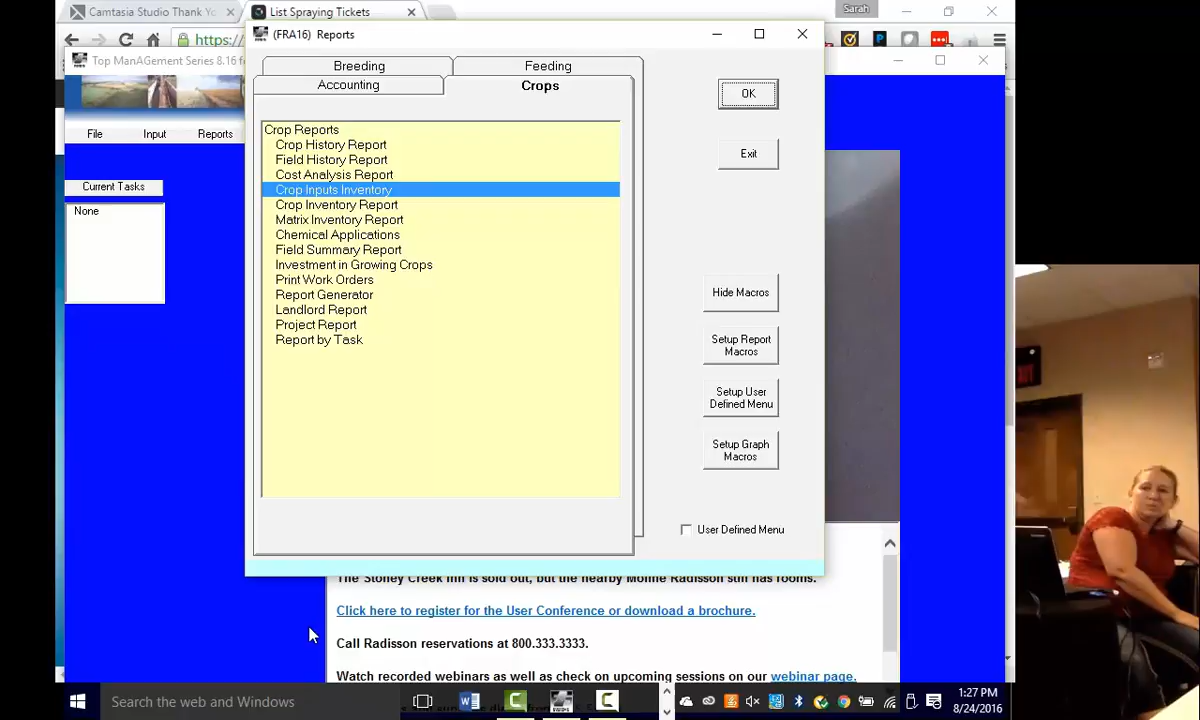 Camtasia Studio Thank Yo
List Spraying Tickets
Sarah
https:/
(FRA16) Reports
Top ManAGement Series 8.16 f
Breeding
Feeding
Accounting
Crops
File
Input
Reports
Current Tasks
None
Crop Reports
Crop History Report
Field History Report
Cost Analysis Report
Crop Inputs Inventory
Crop Inventory Report
Matrix Inventory Report
Chemical Applications
Field Summary Report
Investment in Growing Crops
Print Work Orders
Report Generator
Landlord Report
Project Report
Report by Task
OK
Exit
Hide Macros
Setup Report
Macros
Setup User
Defined Menu
Setup Graph
Macros
User Defined Menu
The Stoney Creek Inn is sold out, but the nearby Moline Radisson still has rooms.
Click here to register for the User Conference or download a brochure.
Call Radisson reservations at 800.333.3333.
Watch recorded webinars as well as check on upcoming sessions on our webinar page.
Search the web and Windows
1:27 PM
8/24/2016